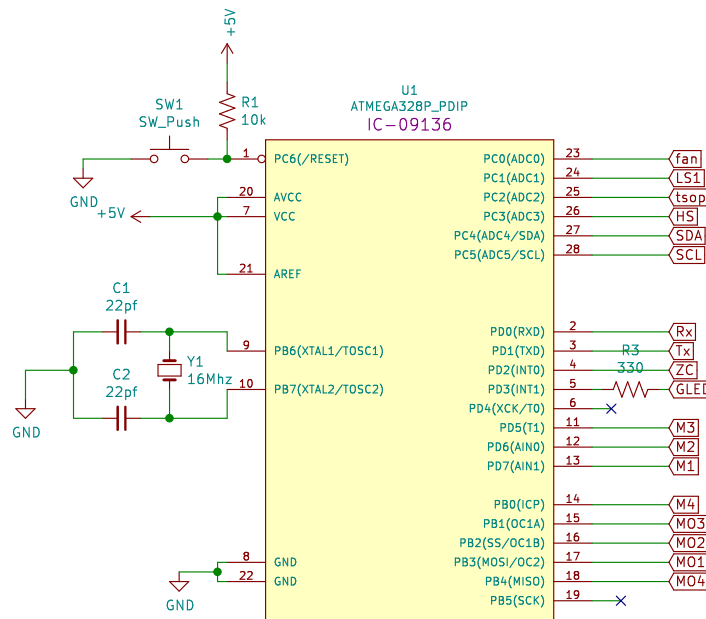 +5V
U1
ATMEGA328P_PDIP
IC-09136
SW1
SW_Push
R1
10k
1 PC6(/RESET)
GND
20 AVCC
+5V
7 VCC
21 AREF
C1
22pf
9 PB6(XTAL1/TOSC1)
Y1
16Mhz
C2
22pf
10 PB7(XTAL2/TOSC2)
GND
8 GND
22 GND
GND
PC0(ADC0) 23 fan
PC1(ADC1) 24 LS1
PC2(ADC2) 25 tsop
PC3(ADC3) 26 HS
PC4(ADC4/SDA) 27 SDA
PC5(ADC5/SCL) 28 SCL
PD0(RXD) 2 Rx
PD1(TXD) 3 Tx
R3
330
PD2(INT0) 4 ZC
PD3(INT1) 5 GLED
PD4(XCK/T0) 6
PD5(T1) 11 M3
PD6(AIN0) 12 M2
PD7(AIN1) 13 M1
PB0(ICP) 14 M4
PB1(OC1A) 15 MO3
PB2(SS/OC1B) 16 MO2
PB3(MOSI/OC2) 17 MO1
PB4(MISO) 18 MO4
PB5(SCK) 19